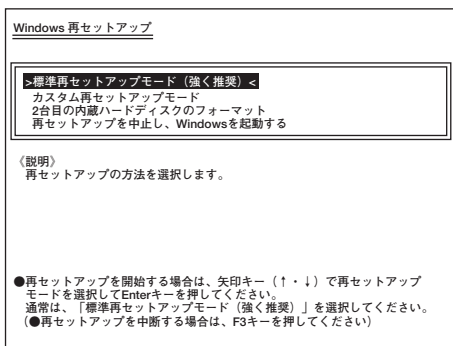 Windows 再セットアップ
>標準再セットアップモード（強く推奨）<
カスタム再セットアップモード
2台目の内蔵ハードディスクのフォーマット
再セットアップを中止し、Windowsを起動する
《説明》
再セットアップの方法を選択します。
●再セットアップを開始する場合は、矢印キー（↑・↓）で再セットアップ
モードを選択してEnterキーを押してください。
通常は、「標準再セットアップモード（強く推奨）」を選択してください。
（●再セットアップを中断する場合は、F3キーを押してください）